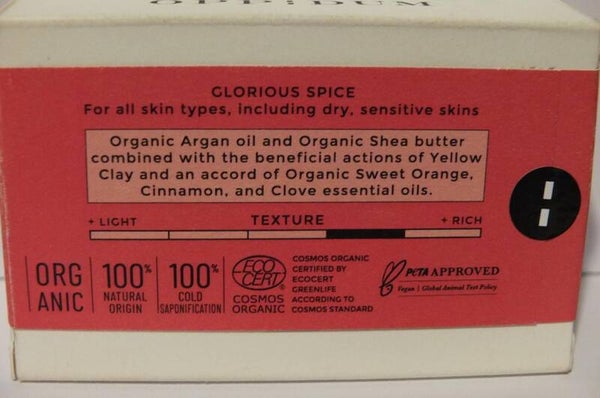 GLORIOUS SPICE
For all skin types, including dry, sensitive skins
Organic Argan oil and Organic Shea butter
combined with the beneficial actions of Yellow
Clay and an accord of Organic Sweet Orange,
Cinnamon, and Clove essential oils.
+ LIGHT TEXTURE + RICH
ORG
ANIC
100%
NATURAL
ORIGIN
100%
COLD
SAPONIFICATION
ECO
CERT®
COSMOS
ORGANIC
COSMOS ORGANIC
CERTIFIED BY
ECOCERT
GREENLIFE
ACCORDING TO
COSMOS STANDARD
PETA APPROVED
Vegan | Global Animal Test Policy